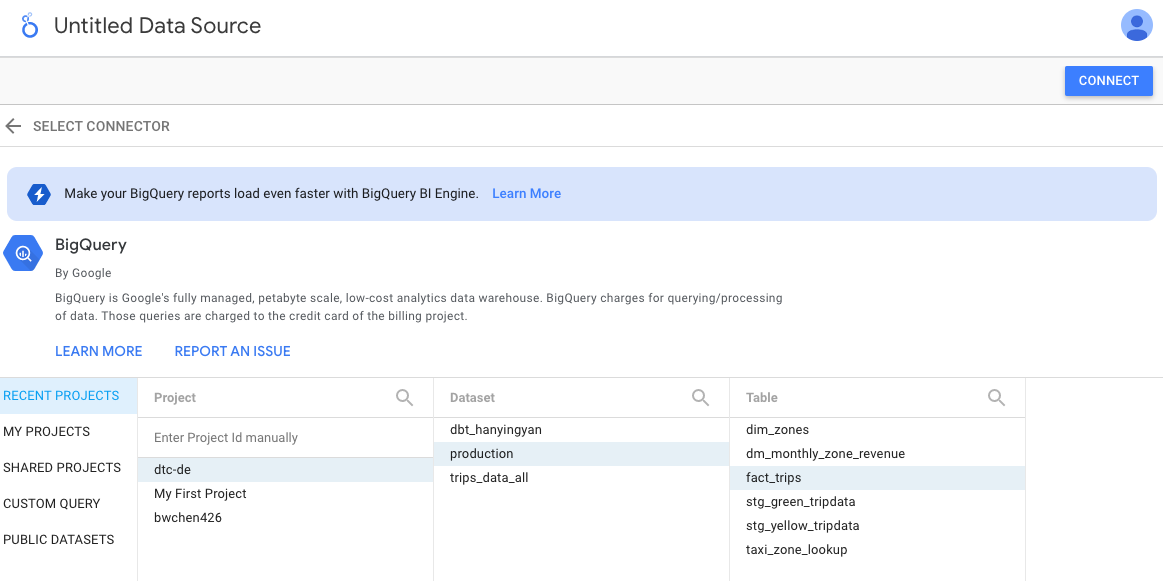 Untitled Data Source
CONNECT
SELECT CONNECTOR
Make your BigQuery reports load even faster with BigQuery BI Engine. Learn More
BigQuery
By Google
BigQuery is Google's fully managed, petabyte scale, low-cost analytics data warehouse. BigQuery charges for querying/processing
of data. Those queries are charged to the credit card of the billing project.
LEARN MORE REPORT AN ISSUE
RECENT PROJECTS
MY PROJECTS
SHARED PROJECTS
CUSTOM QUERY
PUBLIC DATASETS
Project
Enter Project Id manually
dtc-de
My First Project
bwchen426
Dataset
dbt_hanyingyan
production
trips_data_all
Table
dim_zones
dm_monthly_zone_revenue
fact_trips
stg_green_tripdata
stg_yellow_tripdata
taxi_zone_lookup